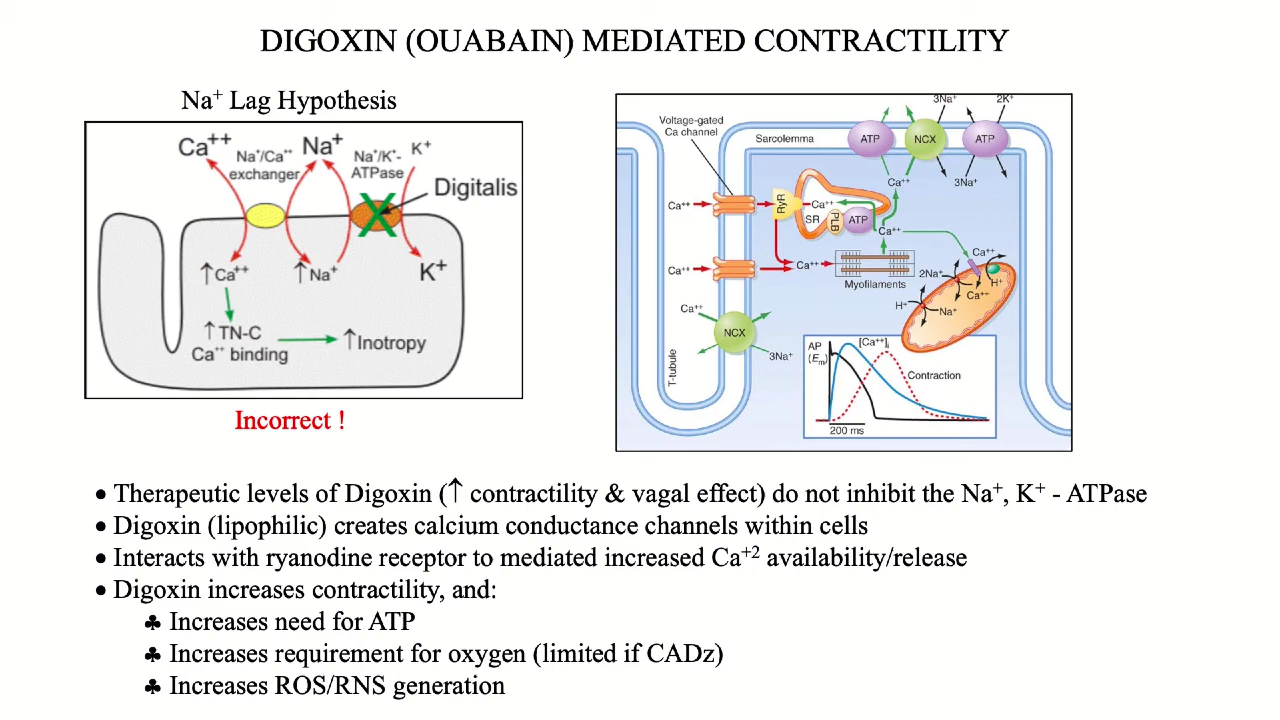 DIGOXIN (OUABAIN) MEDIATED CONTRACTILITY
Na⁺ Lag Hypothesis
Ca⁺⁺
Na⁺/Ca⁺⁺
exchanger
Na⁺
Na⁺/K⁺-
ATPase
K⁺
Digitalis
↑Ca⁺⁺
↑Na⁺
K⁺
↑TN-C
Ca⁺⁺ binding
↑Inotropy
Incorrect !
Voltage-gated
Ca channel
Sarcolemma
ATP
NCX
ATP
3Na⁺
2K⁺
Ca⁺⁺
3Na⁺
Ca⁺⁺
RyR
Ca⁺⁺
SR
PLB
ATP
Ca⁺⁺
Ca⁺⁺
Ca⁺⁺
Myofilaments
Ca⁺⁺
2Na⁺
H⁺
Ca⁺⁺
H⁺
Na⁺
Ca⁺⁺
NCX
3Na⁺
T-tubule
AP
(Eₘ)
[Ca⁺⁺]ᵢ
Contraction
200 ms
• Therapeutic levels of Digoxin (↑ contractility & vagal effect) do not inhibit the Na⁺, K⁺ - ATPase
• Digoxin (lipophilic) creates calcium conductance channels within cells
• Interacts with ryanodine receptor to mediated increased Ca⁺² availability/release
• Digoxin increases contractility, and:
♣ Increases need for ATP
♣ Increases requirement for oxygen (limited if CADz)
♣ Increases ROS/RNS generation